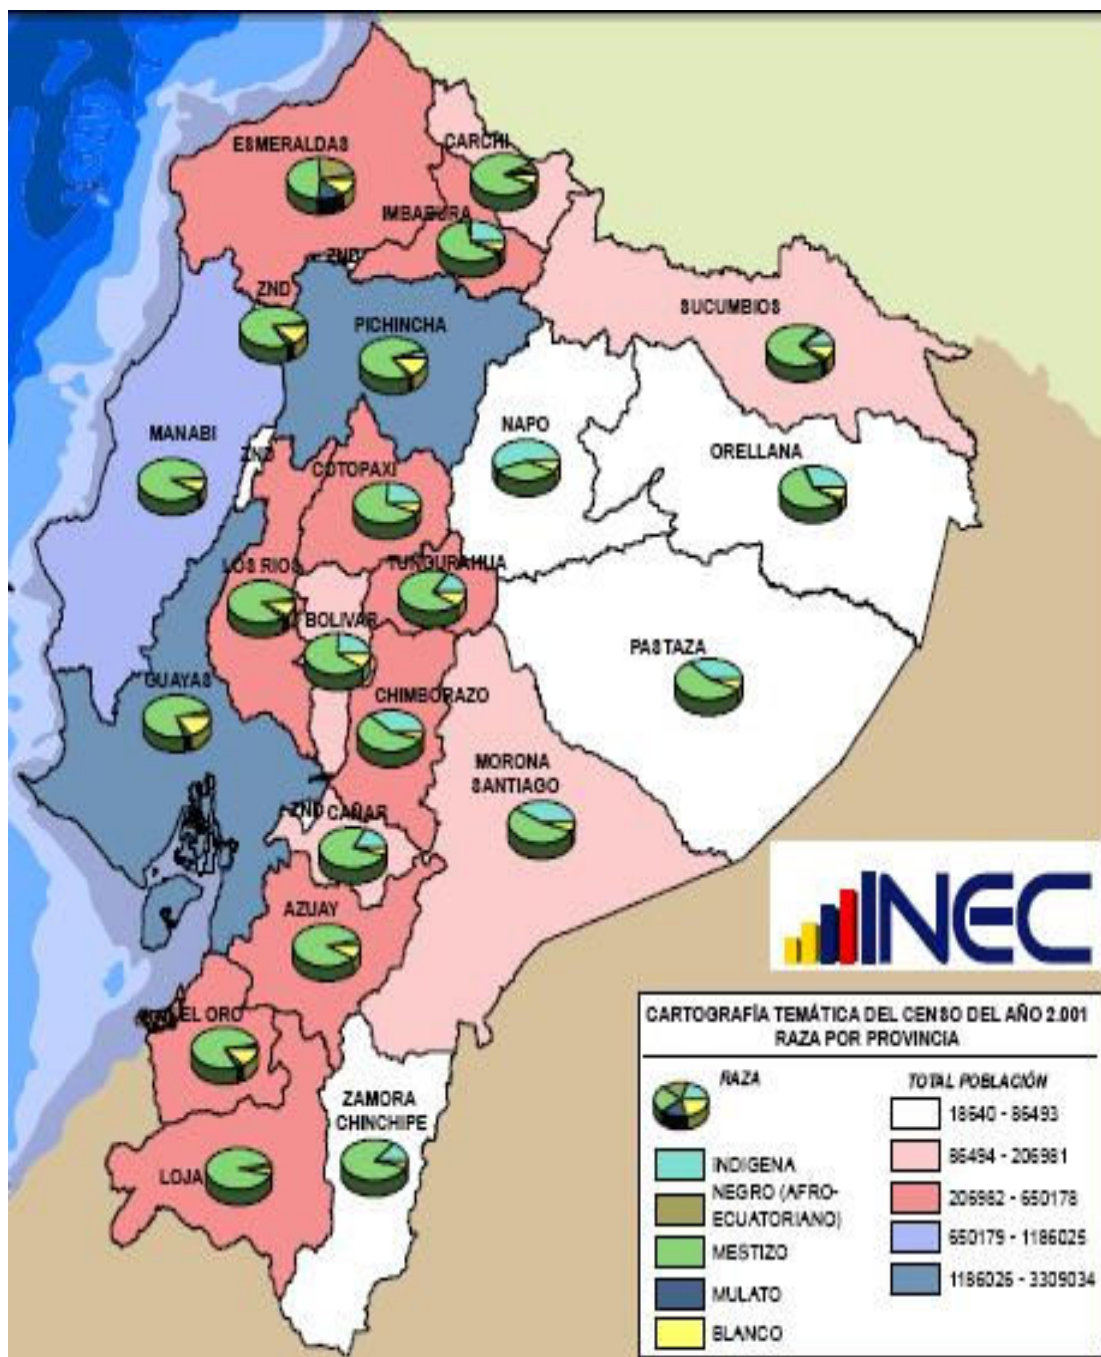 ESMERALDAS
CARCHI
IMBABURA
ZND
ZND
PICHINCHA
SUCUMBIOS
MANABI
ZND
COTOPAXI
NAPO
ORELLANA
LOS RIOS
TUNGURAHUA
BOLIVAR
PASTAZA
GUAYAS
CHIMBORAZO
MORONA
SANTIAGO
ZND
CAÑAR
AZUAY
INEC
EL ORO
ZAMORA
CHINCHIPE
LOJA
CARTOGRAFÍA TEMÁTICA DEL CENSO DEL AÑO 2.001
RAZA POR PROVINCIA
RAZA
INDIGENA
NEGRO (AFRO-
ECUATORIANO)
MESTIZO
MULATO
BLANCO
TOTAL POBLACIÓN
18640 - 86493
86494 - 206981
206982 - 650178
650179 - 1186025
1186026 - 3309034